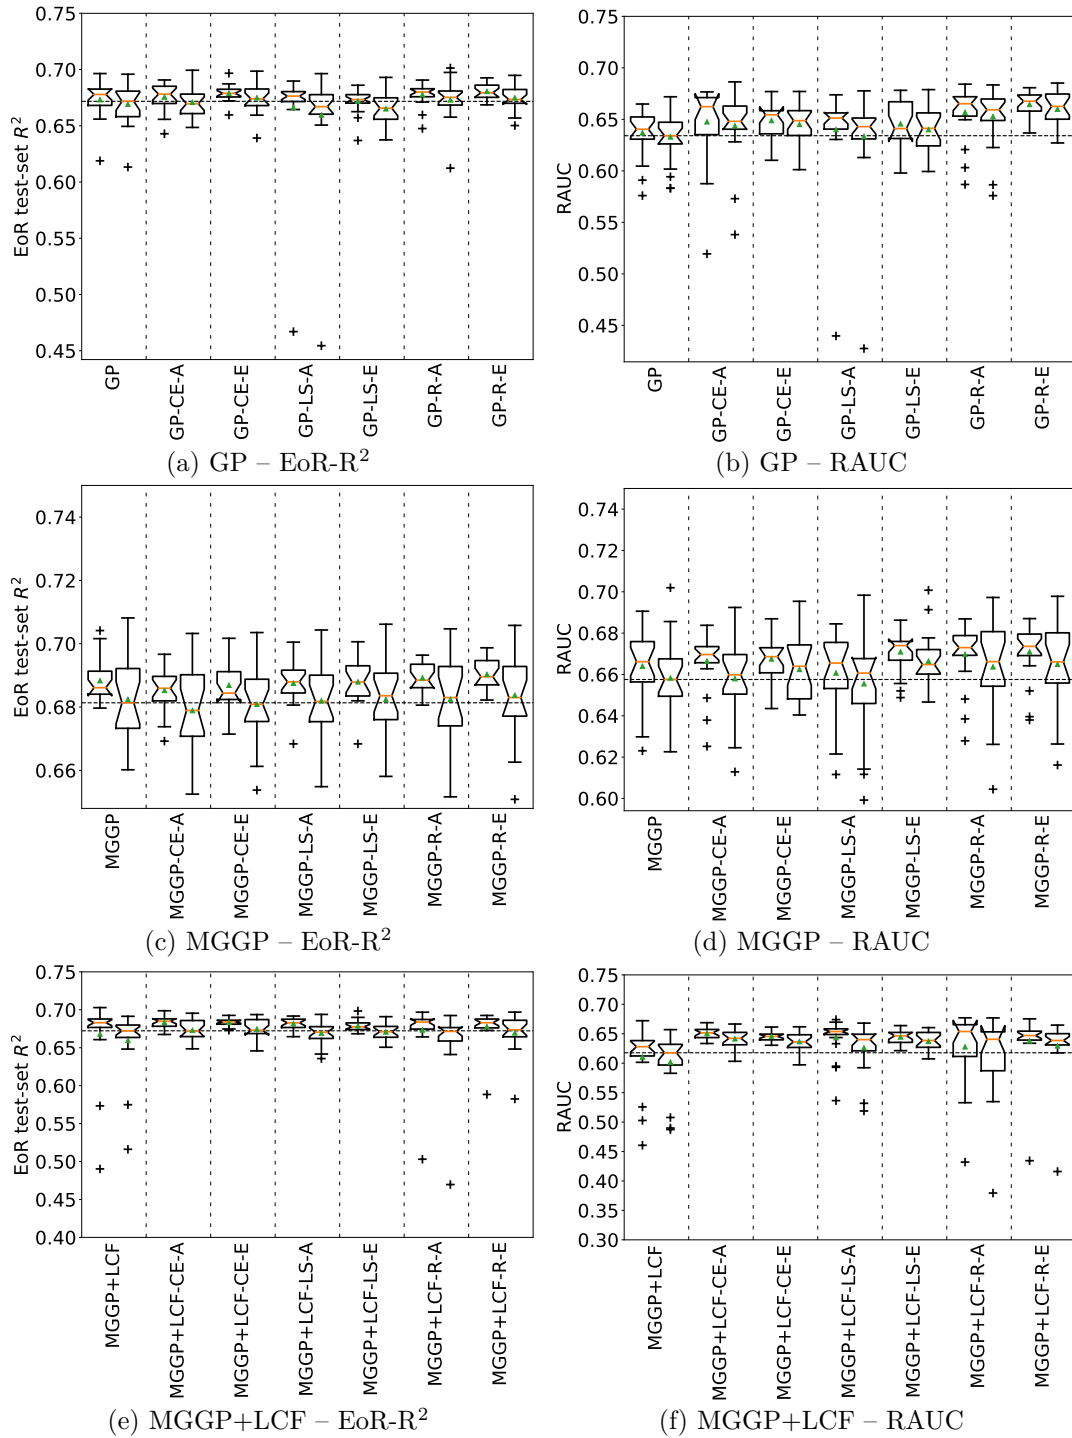 0.75
0.70
0.65
0.60
0.55
0.50
0.45
EoR test-set R²
GP
GP-CE-A
GP-CE-E
GP-LS-A
GP-LS-E
GP-R-A
GP-R-E
(a) GP – EoR-R²
0.75
0.70
0.65
0.60
0.55
0.50
0.45
RAUC
GP
GP-CE-A
GP-CE-E
GP-LS-A
GP-LS-E
GP-R-A
GP-R-E
(b) GP – RAUC
0.74
0.72
0.70
0.68
0.66
EoR test-set R²
MGGP
MGGP-CE-A
MGGP-CE-E
MGGP-LS-A
MGGP-LS-E
MGGP-R-A
MGGP-R-E
(c) MGGP – EoR-R²
0.74
0.72
0.70
0.68
0.66
0.64
0.62
0.60
RAUC
MGGP
MGGP-CE-A
MGGP-CE-E
MGGP-LS-A
MGGP-LS-E
MGGP-R-A
MGGP-R-E
(d) MGGP – RAUC
0.75
0.70
0.65
0.60
0.55
0.50
0.45
0.40
EoR test-set R²
MGGP+LCF
MGGP+LCF-CE-A
MGGP+LCF-CE-E
MGGP+LCF-LS-A
MGGP+LCF-LS-E
MGGP+LCF-R-A
MGGP+LCF-R-E
(e) MGGP+LCF – EoR-R²
0.75
0.70
0.65
0.60
0.55
0.50
0.45
0.40
0.35
0.30
RAUC
MGGP+LCF
MGGP+LCF-CE-A
MGGP+LCF-CE-E
MGGP+LCF-LS-A
MGGP+LCF-LS-E
MGGP+LCF-R-A
MGGP+LCF-R-E
(f) MGGP+LCF – RAUC